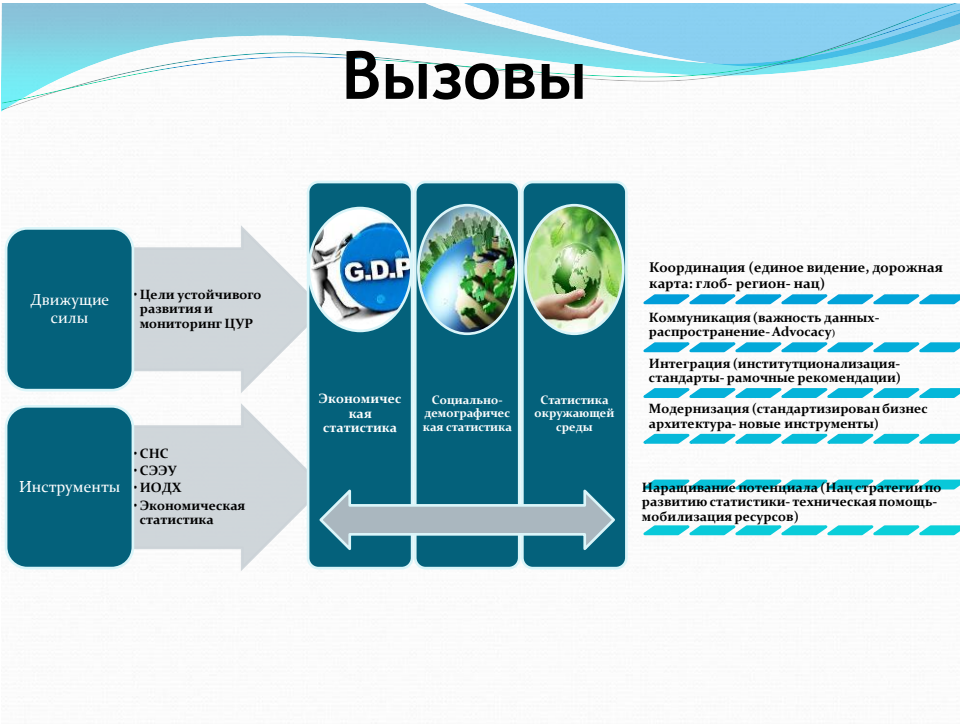 Вызовы
Движущие
силы
• Цели устойчивого
развития и
мониторинг ЦУР
Инструменты
• СНС
• СЭЭУ
• ИОДХ
• Экономическая
статистика
G.D.P
Экономичес
кая
статистика
Социально-
демографичес
кая статистика
Статистика
окружающей
среды
Координация (единое видение, дорожная
карта: глоб- регион- нац)
Коммуникация (важность данных-
распространение- Advocacy)
Интеграция (институтционализация-
стандарты- рамочные рекомендации)
Модернизация (стандартизирован бизнес
архитектура- новые инструменты)
Наращивание потенциала (Нац стратегии по
развитию статистики- техническая помощь-
мобилизация ресурсов)